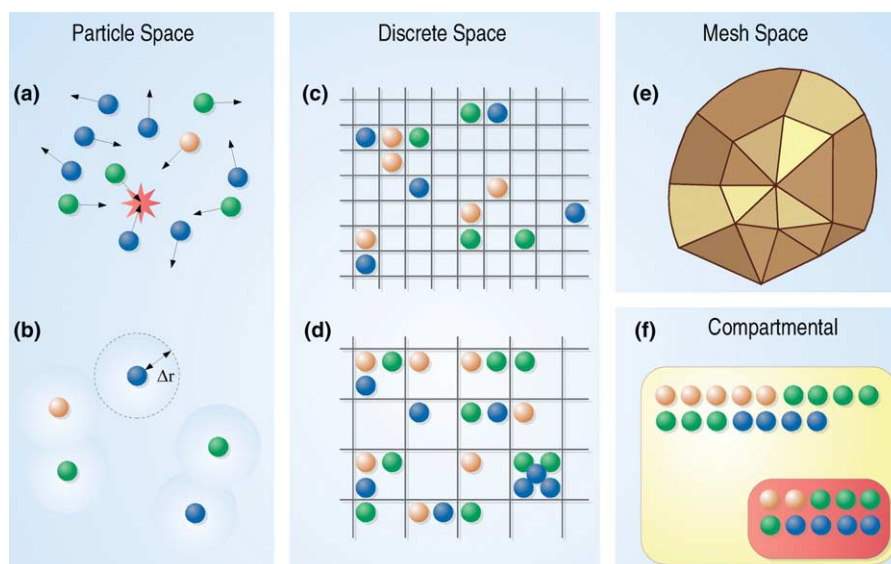 Particle Space
Discrete Space
Mesh Space
(a)
(c)
(e)
(b)
Δr
(d)
(f)
Compartmental